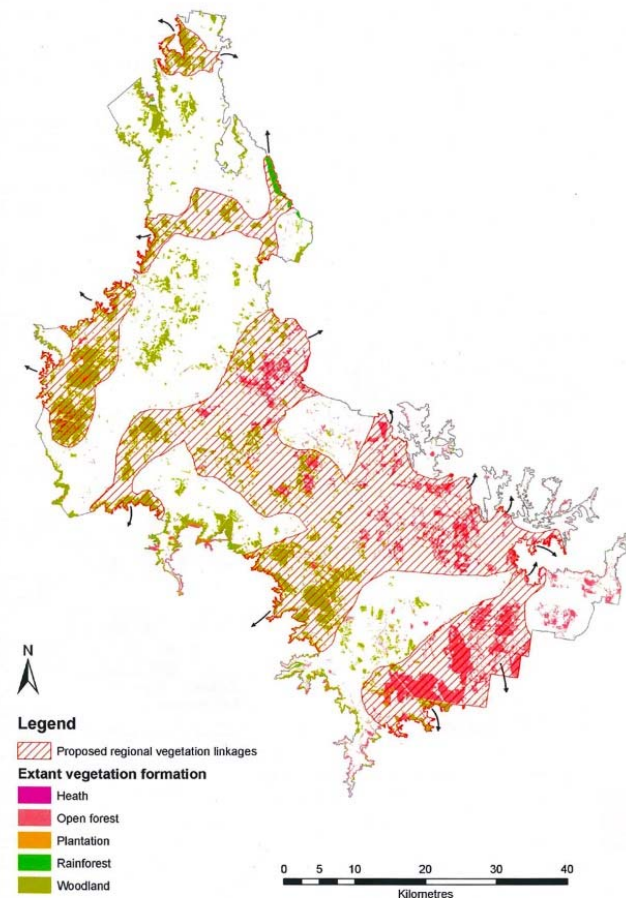 N
Legend
Proposed regional vegetation linkages
Extant vegetation formation
Heath
Open forest
Plantation
Rainforest
Woodland
0 5 10 20 30 40
Kilometres